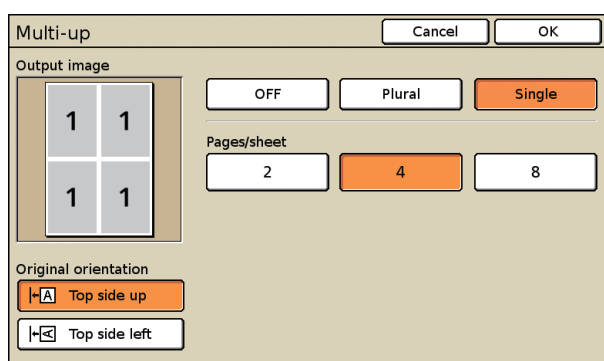 Multi-up
Cancel
OK
Output image
1 1
1 1
OFF
Plural
Single
Pages/sheet
2
4
8
Original orientation
A Top side up
A Top side left